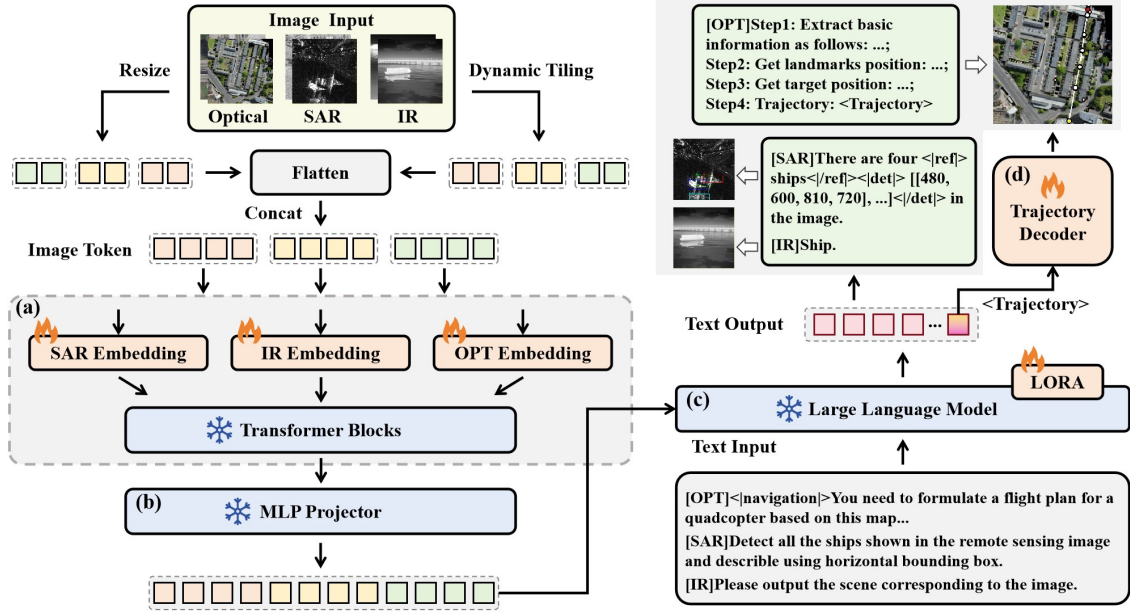 Image Input
Optical
SAR
IR
Resize
Dynamic Tiling
Flatten
Concat
Image Token
(a)
SAR Embedding
IR Embedding
OPT Embedding
Transformer Blocks
(b)
MLP Projector
[OPT]Step1: Extract basic
information as follows: ...;
Step2: Get landmarks position: ...;
Step3: Get target position: ...;
Step4: Trajectory: <Trajectory>
[SAR]There are four <|ref|>
ships<|/ref|><|det|> [[480,
600, 810, 720], ...]<|/det|> in
the image.
[IR]Ship.
(d)
Trajectory
Decoder
<Trajectory>
Text Output
...
LORA
(c)
Large Language Model
Text Input
[OPT]<|navigation|>You need to formulate a flight plan for a
quadcopter based on this map...
[SAR]Detect all the ships shown in the remote sensing image
and describle using horizontal bounding box.
[IR]Please output the scene corresponding to the image.